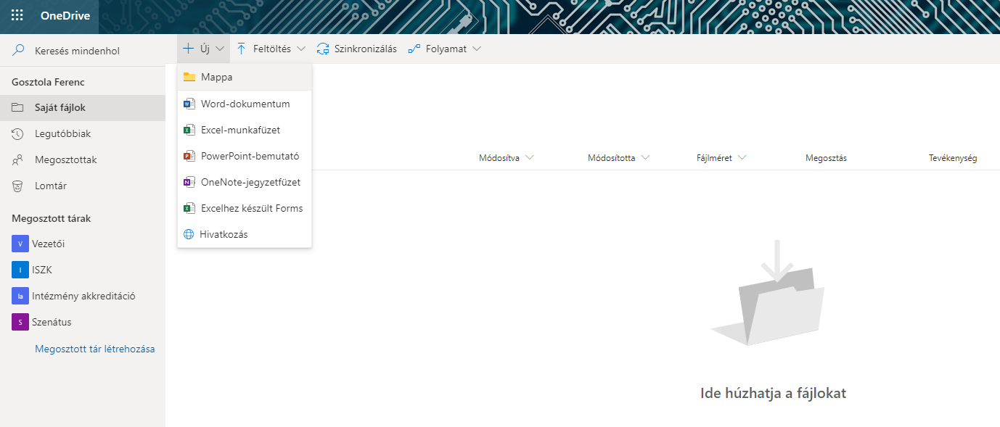 OneDrive
Keresés mindenhol
Új
Feltöltés
Szinkronizálás
Folyamat
Gosztola Ferenc
Saját fájlok
Legutóbbiak
Megosztottak
Lomtár
Megosztott tárak
V Vezetői
I ISZK
Ia Intézmény akkreditáció
S Szenátus
Megosztott tár létrehozása
Mappa
Word-dokumentum
Excel-munkafüzet
PowerPoint-bemutató
OneNote-jegyzetfüzet
Excelhez készült Forms
Hivatkozás
Módosítva
Módosította
Fájlméret
Megosztás
Tevékenység
Ide húzhatja a fájlokat